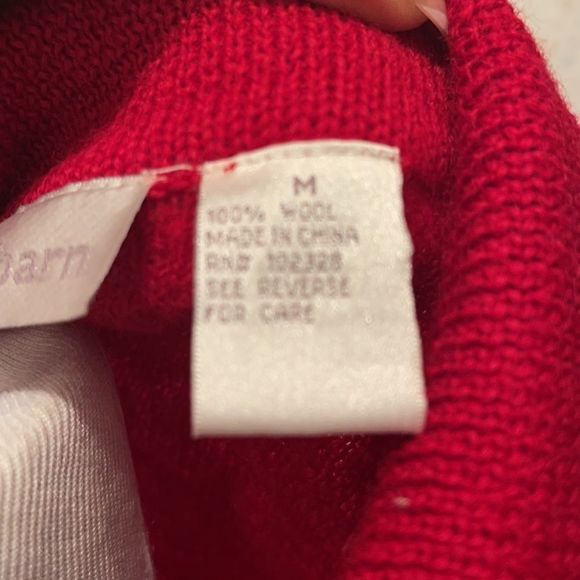 barn
M
100% WOOL
MADE IN CHINA
RN# 102328
SEE REVERSE
FOR CARE